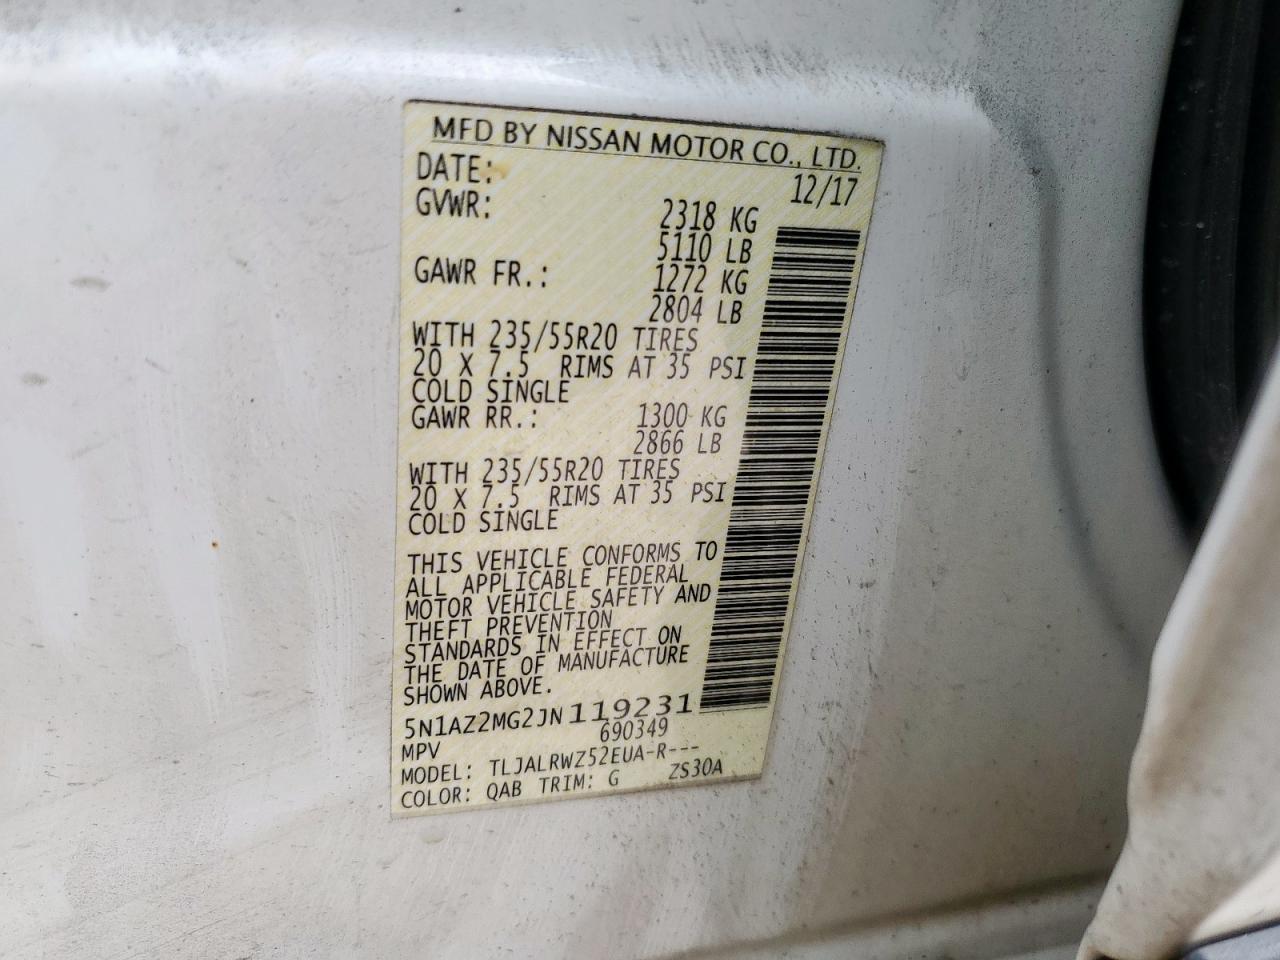 MFD BY NISSAN MOTOR CO., LTD.
DATE: 12/17
GVWR: 2318 KG
5110 LB
GAWR FR.: 1272 KG
2804 LB
WITH 235/55R20 TIRES
20 X 7.5 RIMS AT 35 PSI
COLD SINGLE
GAWR RR.: 1300 KG
2866 LB
WITH 235/55R20 TIRES
20 X 7.5 RIMS AT 35 PSI
COLD SINGLE
THIS VEHICLE CONFORMS TO
ALL APPLICABLE FEDERAL
MOTOR VEHICLE SAFETY AND
THEFT PREVENTION
STANDARDS IN EFFECT ON
THE DATE OF MANUFACTURE
SHOWN ABOVE.
5N1AZ2MG2JN119231
MPV 690349
MODEL: TLJALRWZ52EUA-R---
COLOR: QAB TRIM: G ZS30A